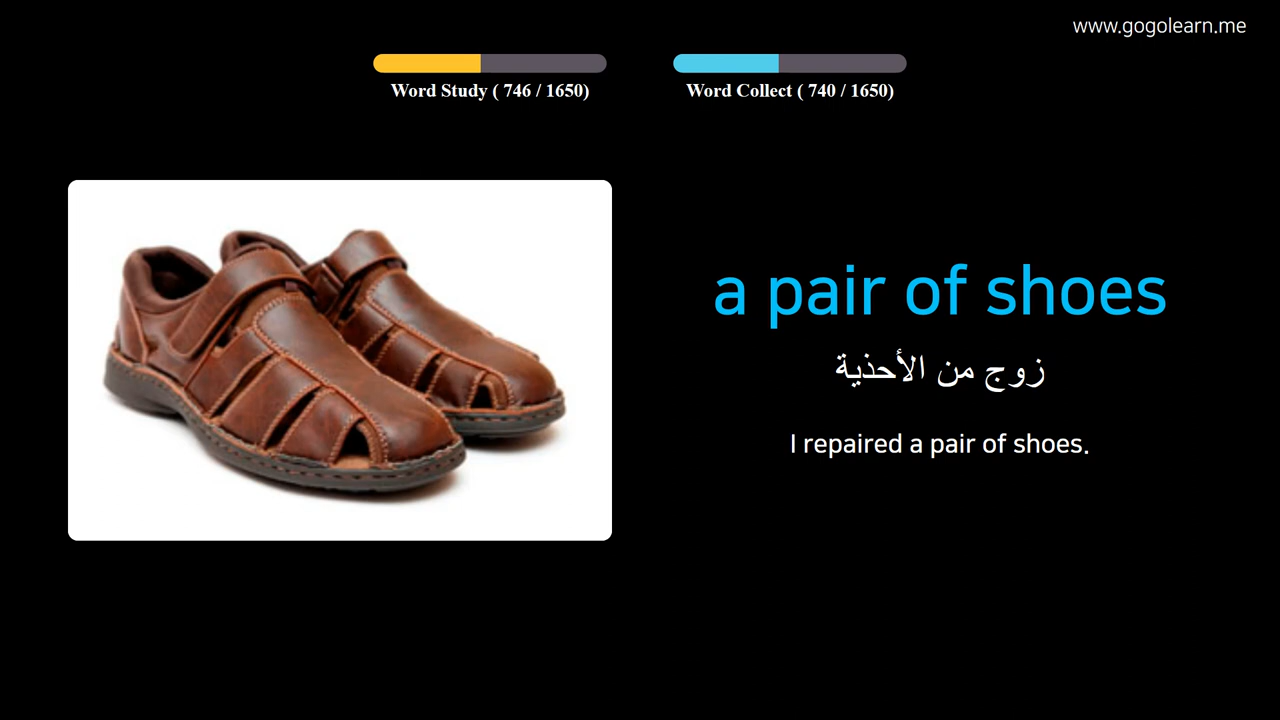 www.gogolearn.me
Word Study ( 746 / 1650)
Word Collect ( 740 / 1650)
a pair of shoes
زوج من الأحذية
I repaired a pair of shoes.